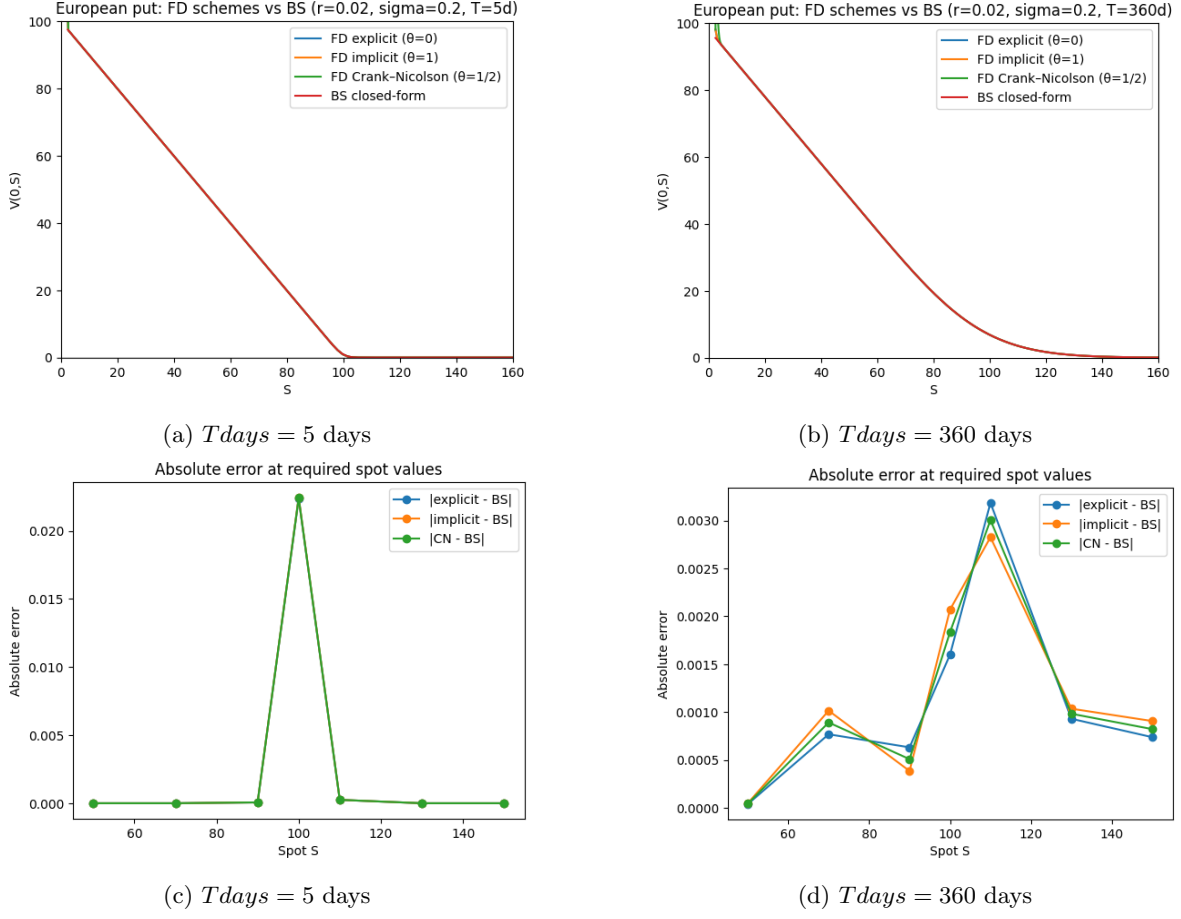 European put: FD schemes vs BS (r=0.02, sigma=0.2, T=5d)
100
80
60
40
20
0
V(0,S)
FD explicit (θ=0)
FD implicit (θ=1)
FD Crank–Nicolson (θ=1/2)
BS closed-form
0 20 40 60 80 100 120 140 160
S
(a) Tdays = 5 days
European put: FD schemes vs BS (r=0.02, sigma=0.2, T=360d)
100
80
60
40
20
0
V(0,S)
FD explicit (θ=0)
FD implicit (θ=1)
FD Crank–Nicolson (θ=1/2)
BS closed-form
0 20 40 60 80 100 120 140 160
S
(b) Tdays = 360 days
Absolute error at required spot values
0.020
0.015
0.010
0.005
0.000
Absolute error
|explicit - BS|
|implicit - BS|
|CN - BS|
60 80 100 120 140
Spot S
(c) Tdays = 5 days
Absolute error at required spot values
0.0030
0.0025
0.0020
0.0015
0.0010
0.0005
0.0000
Absolute error
|explicit - BS|
|implicit - BS|
|CN - BS|
60 80 100 120 140
Spot S
(d) Tdays = 360 days